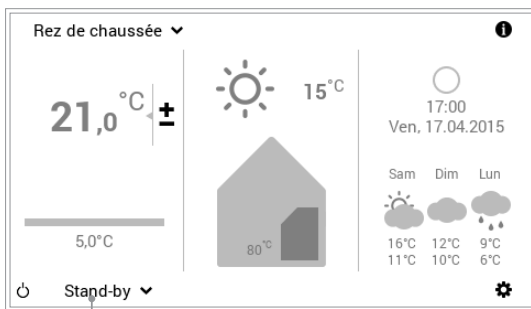 Rez de chaussée
21,0 °C ±
5,0°C
Stand-by
15°C
80°C
17:00
Ven, 17.04.2015
Sam Dim Lun
16°C 12°C 9°C
11°C 10°C 6°C